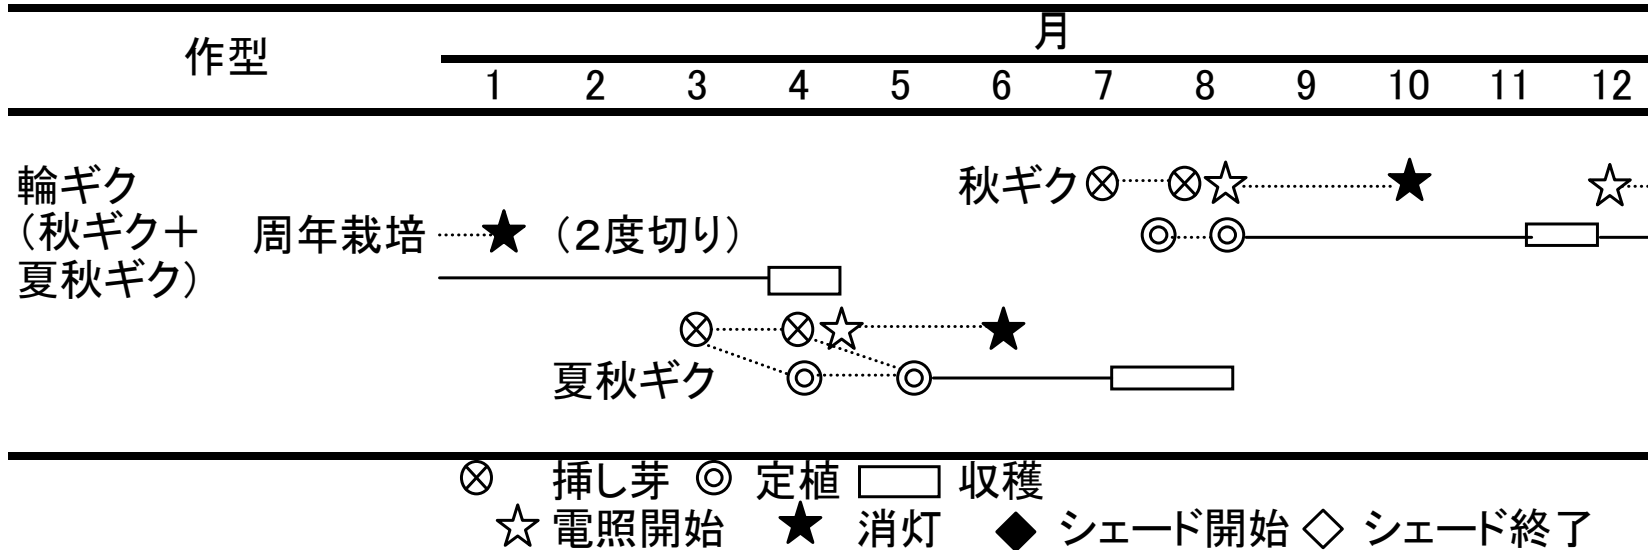 作型
月
1 2 3 4 5 6 7 8 9 10 11 12
輪ギク
(秋ギク+
夏秋ギク)
周年栽培
(2度切り)
秋ギク
夏秋ギク
挿し芽 定植 収穫
電照開始 消灯 シェード開始 シェード終了